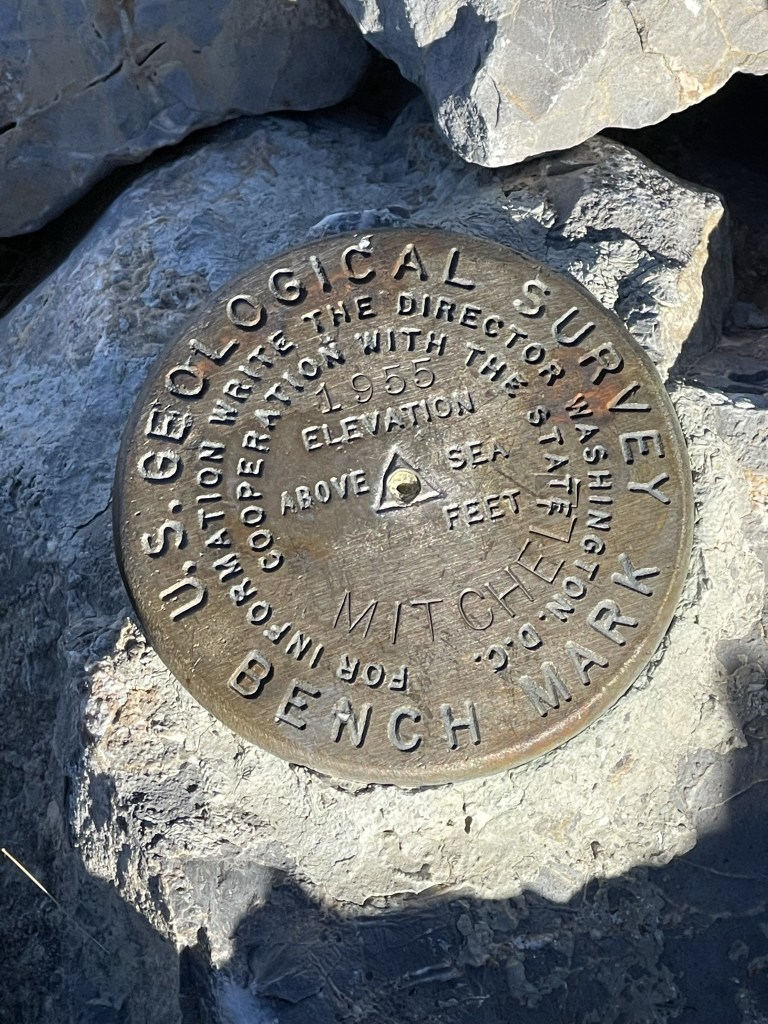 U.S. GEOLOGICAL SURVEY
FOR INFORMATION WRITE THE DIRECTOR WASHINGTON, D.C.
COOPERATION WITH THE STATE
1955
ELEVATION
ABOVE SEA
FEET
MITCHELL
BENCH MARK